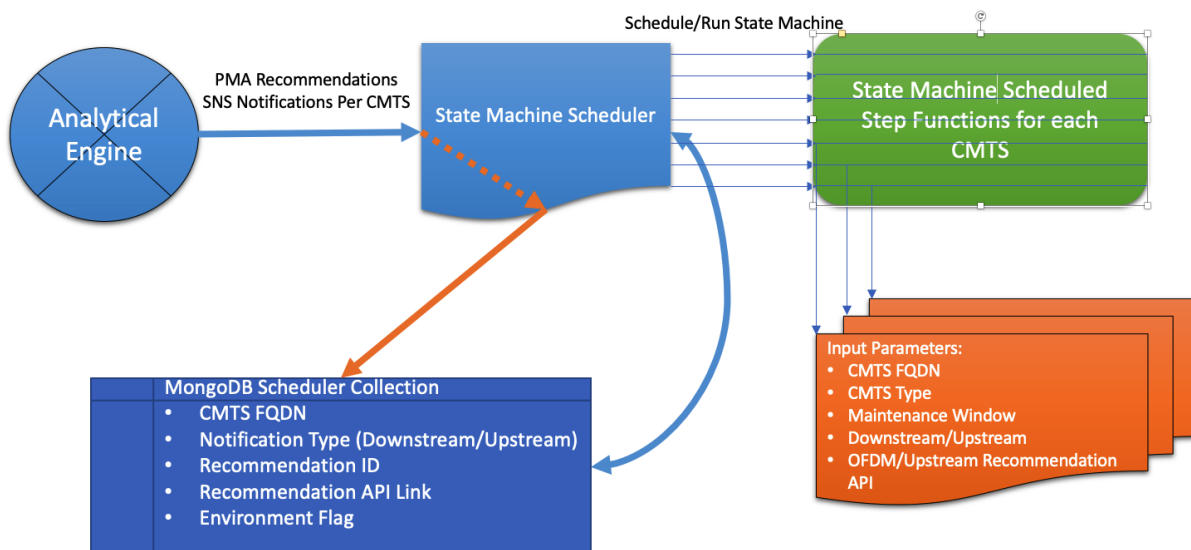 Schedule/Run State Machine
Analytical
Engine
PMA Recommendations
SNS Notifications Per CMTS
State Machine Scheduler
State Machine Scheduled
Step Functions for each
CMTS
MongoDB Scheduler Collection
• CMTS FQDN
• Notification Type (Downstream/Upstream)
• Recommendation ID
• Recommendation API Link
• Environment Flag
Input Parameters:
• CMTS FQDN
• CMTS Type
• Maintenance Window
• Downstream/Upstream
• OFDM/Upstream Recommendation
API